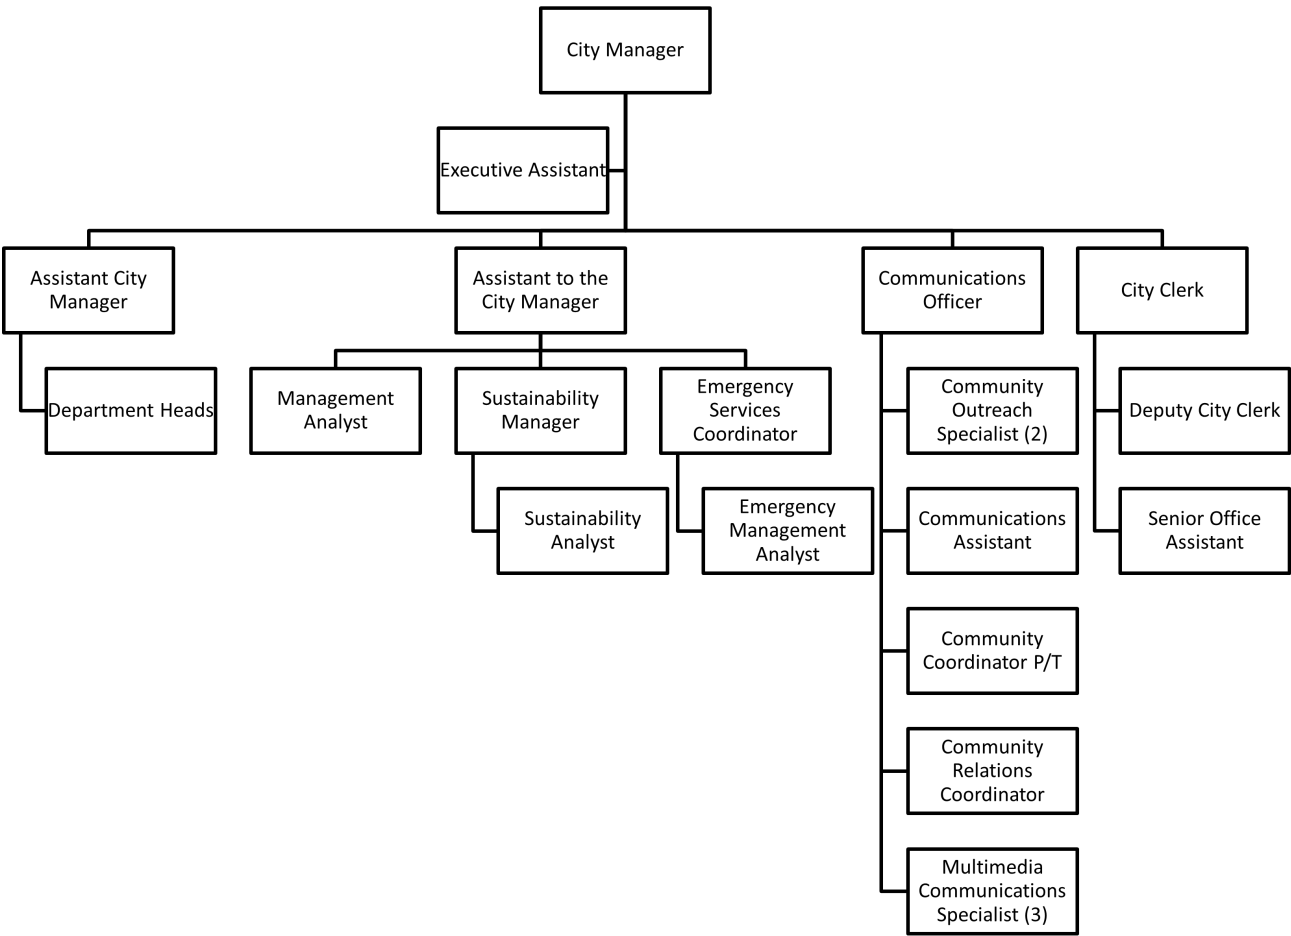 City Manager
Executive Assistant
Assistant City
Manager
Assistant to the
City Manager
Communications
Officer
City Clerk
Department Heads
Management
Analyst
Sustainability
Manager
Emergency
Services
Coordinator
Community
Outreach
Specialist (2)
Deputy City Clerk
Sustainability
Analyst
Emergency
Management
Analyst
Communications
Assistant
Senior Office
Assistant
Community
Coordinator P/T
Community
Relations
Coordinator
Multimedia
Communications
Specialist (3)